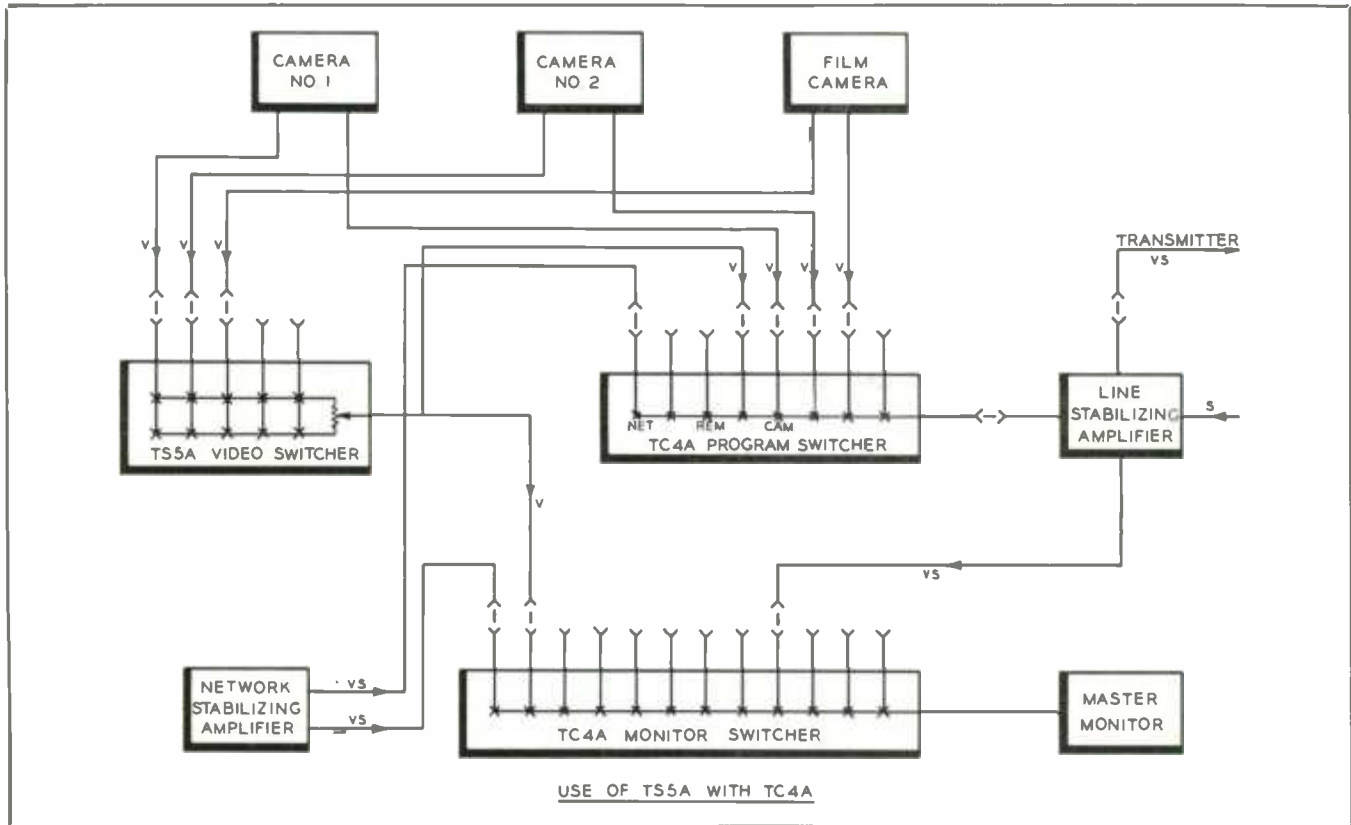 CAMERA
NO 1
CAMERA
NO 2
FILM
CAMERA
V V V
V V V V
TRANSMITTER
VS
NET REM CAM
TC4A PROGRAM SWITCHER
LINE
STABILIZING
AMPLIFIER
S
TS5A VIDEO SWITCHER
V
VS
NETWORK
STABILIZING
AMPLIFIER
VS
VS
TC4A MONITOR SWITCHER
MASTER
MONITOR
USE OF TS5A WITH TC4A